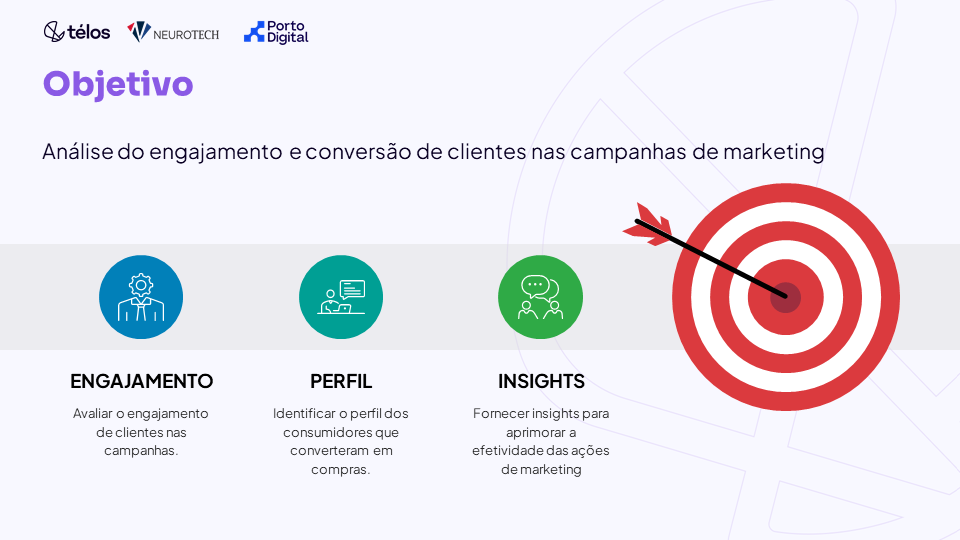 télos NEUROTECH Porto
Digital
Objetivo
Análise do engajamento e conversão de clientes nas campanhas de marketing
ENGAJAMENTO
Avaliar o engajamento
de clientes nas
campanhas.
PERFIL
Identificar o perfil dos
consumidores que
converteram em
compras.
INSIGHTS
Fornecer insights para
aprimorar a
efetividade das ações
de marketing